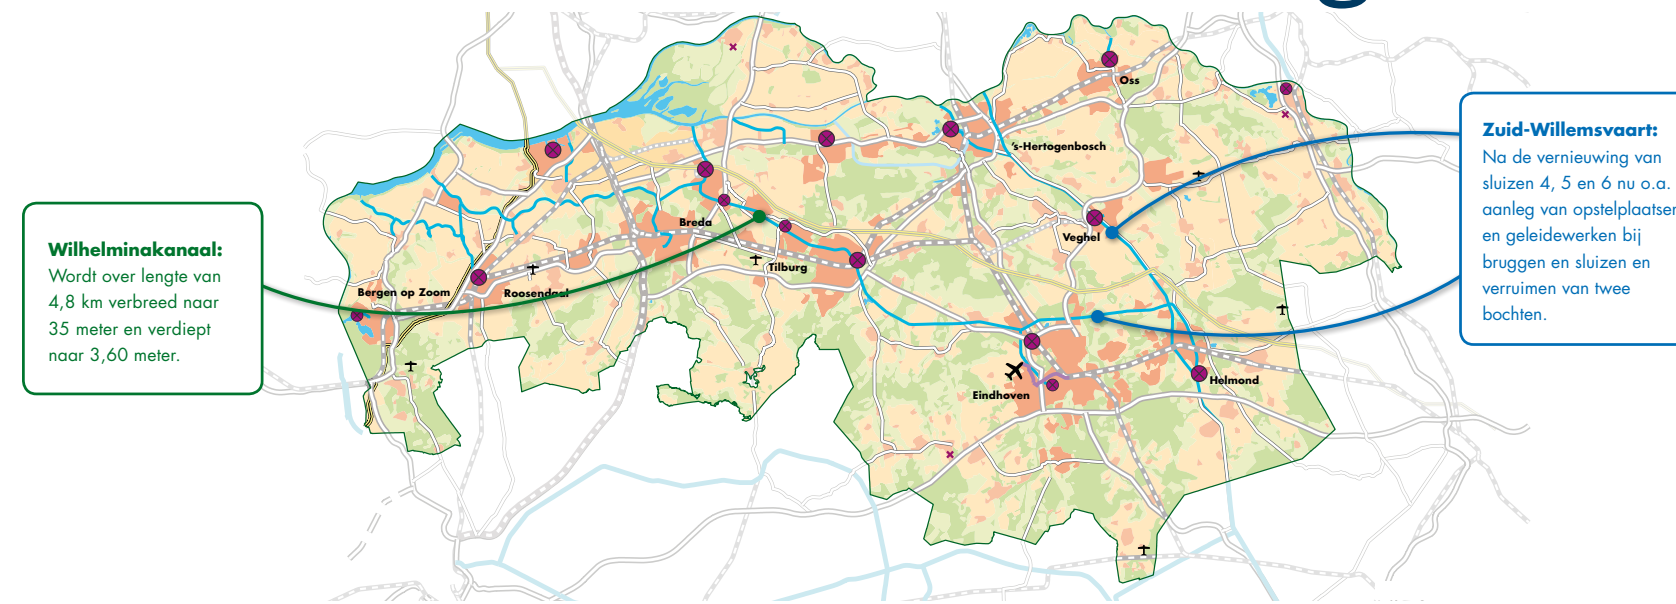 Oss
Zuid-Willemsvaart:
Na de vernieuwing van
sluizen 4, 5 en 6 nu o.a.
aanleg van opstelplaatsen
en geleidewerken bij
bruggen en sluizen en
verruimen van twee
bochten.
's-Hertogenbosch
Wilhelminakanaal:
Wordt over lengte van
4,8 km verbreed naar
35 meter en verdiept
naar 3,60 meter.
Breda
Veghel
Tilburg
Bergen op Zoom
Roosendaal
Eindhoven
Helmond